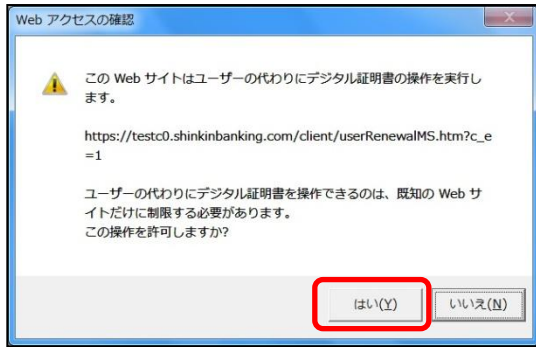 Web アクセスの確認
この Web サイトはユーザーの代わりにデジタル証明書の操作を実行し
ます。
https://testc0.shinkinbanking.com/client/userRenewalMS.htm?c_e
=1
ユーザーの代わりにデジタル証明書を操作できるのは、既知の Web サ
イトだけに制限する必要があります。
この操作を許可しますか?
はい(Y) いいえ(N)